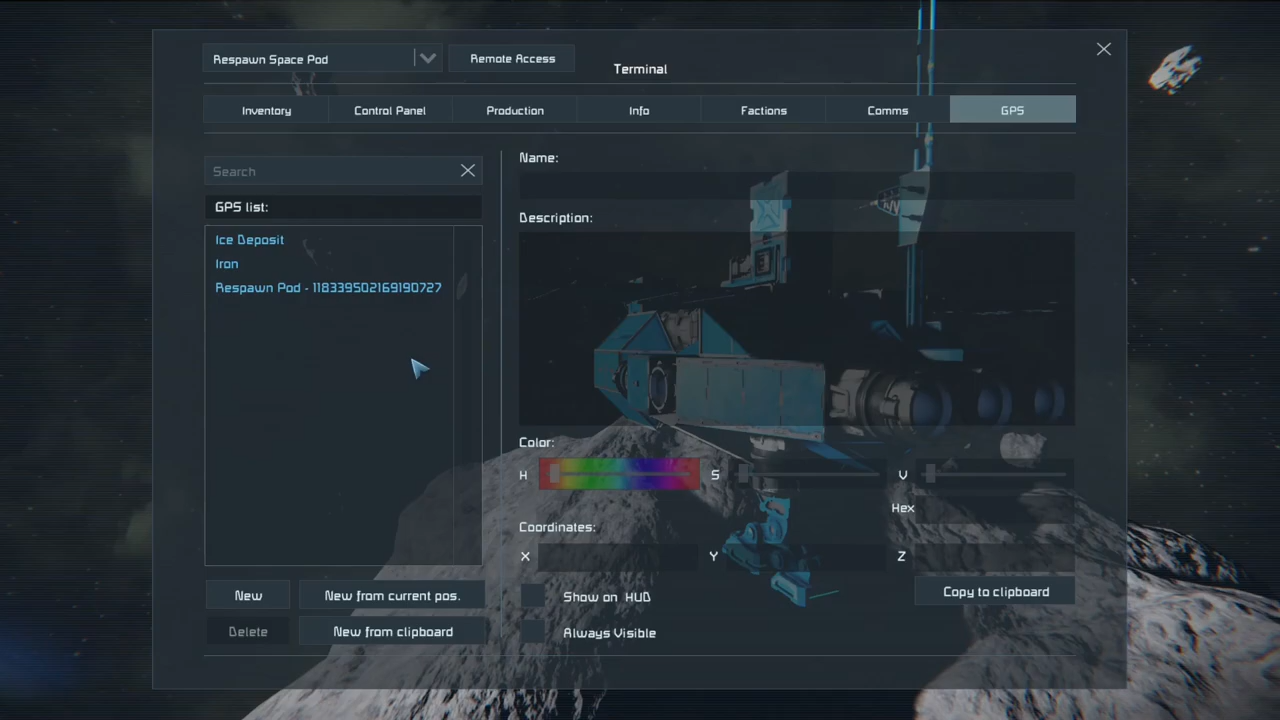 Respawn Space Pod
Remote Access
Terminal
Inventory
Control Panel
Production
Info
Factions
Comms
GPS
Search
GPS list:
Ice Deposit
Iron
Respawn Pod - 118339502169190727
New
New from current pos.
Delete
New from clipboard
Name:
Description:
Color:
H
S
V
Hex
Coordinates:
X
Y
Z
Show on HUD
Copy to clipboard
Always Visible